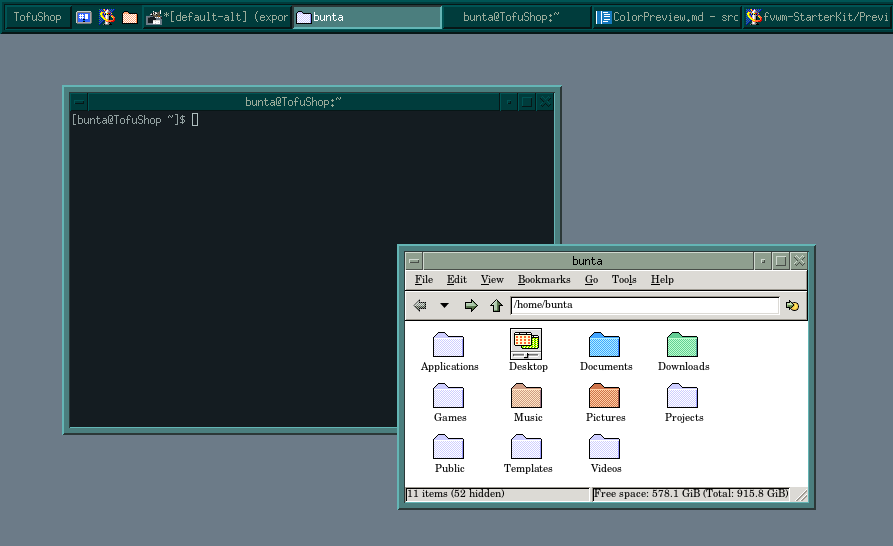 TofuShop
*[default-alt] (expor
bunta
bunta@TofuShop:~
ColorPreview.md - src
fvwm-StarterKit/Previ
bunta@TofuShop:~
[bunta@TofuShop ~]$
bunta
File Edit View Bookmarks Go Tools Help
/home/bunta
Applications Desktop Documents Downloads
Games Music Pictures Projects
Public Templates Videos
11 items (52 hidden) Free space: 578.1 GiB (Total: 915.8 GiB)